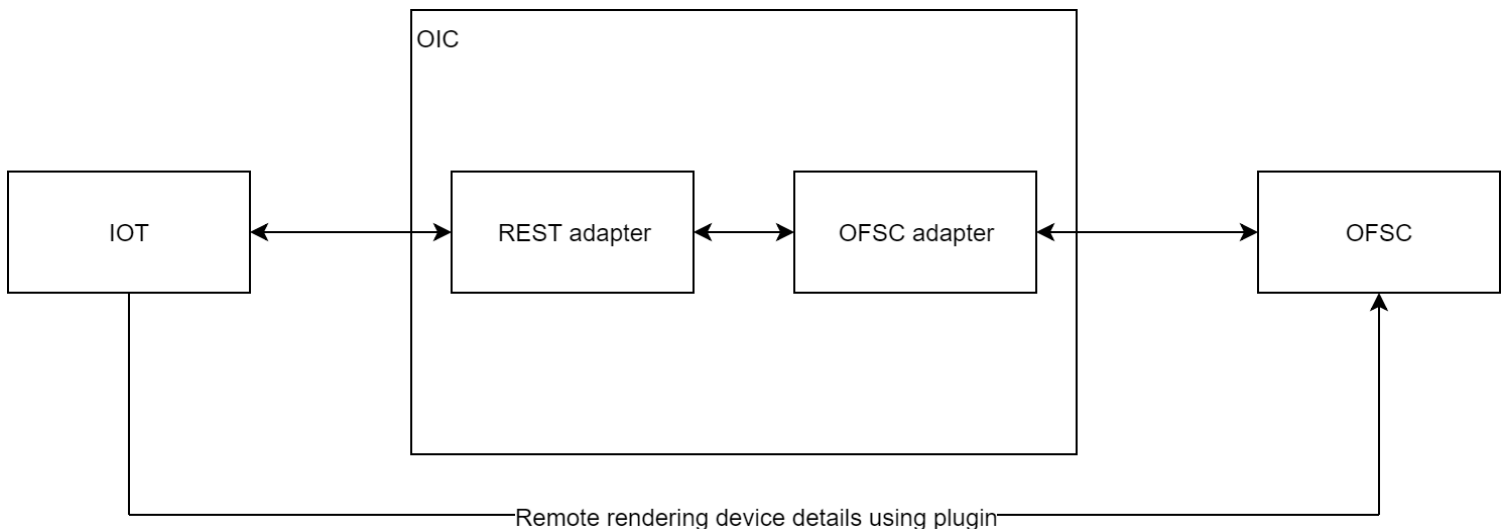 OIC
IOT
REST adapter
OFSC adapter
OFSC
Remote rendering device details using plugin